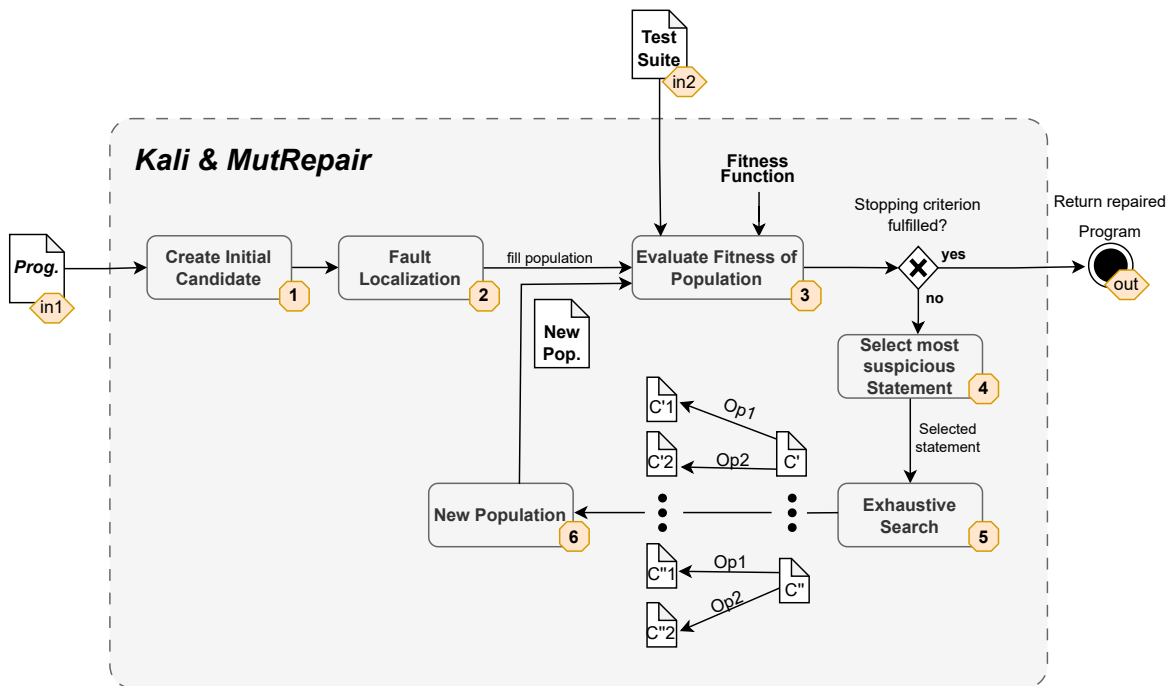 Test
Suite
in2
Kali & MutRepair
Fitness
Function
Stopping criterion
fulfilled?
Return repaired
Program
Prog.
in1
Create Initial
Candidate
1
Fault
Localization
2
fill population
Evaluate Fitness of
Population
3
yes
out
no
New
Pop.
Select most
suspicious
Statement
4
C'1
Op1
Selected
statement
C'2
Op2
C'
New Population
6
Exhaustive
Search
5
C"1
Op1
C"
Op2
C"2